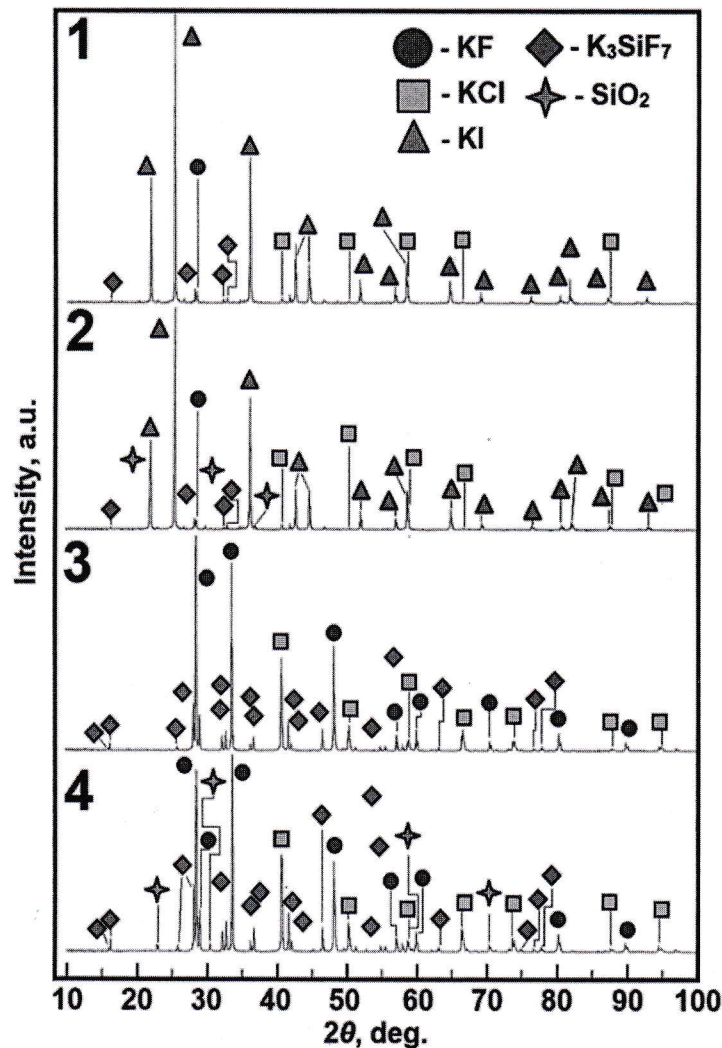 1
- KF
- K₃SiF₇
- KCl
- SiO₂
- KI
2
3
4
Intensity, a.u.
10 20 30 40 50 60 70 80 90 100
2θ, deg.